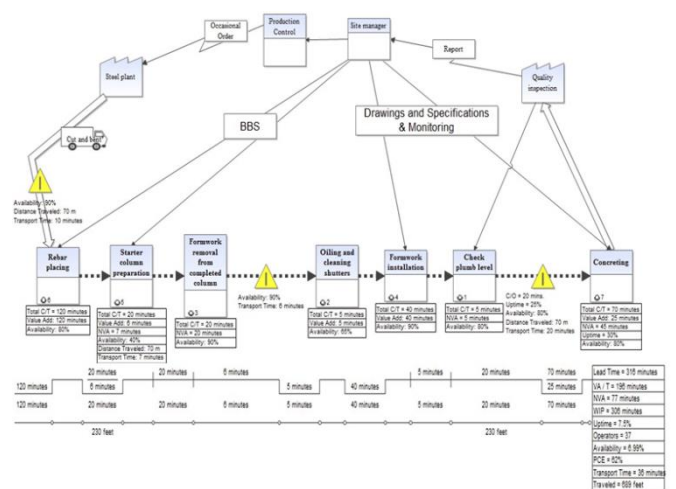 Production
Control
Site manager
Occasional
Order
Report
Steel plant
Quality
inspection
BBS
Drawings and Specifications
& Monitoring
Cut and bent
Availability: 90%
Distance Traveled: 70 m
Transport Time: 10 minutes
Rebar
placing
Total C/T = 120 minutes
Value Add: 120 minutes
Availability: 80%
Starter
column
preparation
Total C/T = 20 minutes
Value Add: 6 minutes
NVA = 7 minutes
Availability: 40%
Distance Traveled: 70 m
Transport Time: 7 minutes
Formwork
removal
from
completed
column
3
Total C/T = 20 minutes
NVA = 20 minutes
Availability: 90%
Availability: 90%
Transport Time: 6 minutes
Oiling and
cleaning
shutters
2
Total C/T = 5 minutes
Value Add: 5 minutes
Formwork
installation
4
Total C/T = 40 minutes
Value Add: 40 minutes
Availability: 90%
Check
plumb level
1
Total C/T = 5 minutes
NVA = 5 minutes
Availability: 80%
C/O = 20 mins.
Uptime = 25%
Availability: 80%
Distance Traveled: 70 m
Transport Time: 20 minutes
Concreting
7
Total C/T = 70 minutes
Value Add: 25 minutes
NVA = 45 minutes
Uptime = 30%
Availability: 80%
20 minutes 20 minutes 6 minutes 5 minutes 20 minutes 70 minutes
120 minutes 6 minutes 5 minutes 40 minutes 25 minutes
120 minutes 20 minutes 20 minutes 6 minutes 5 minutes 40 minutes 5 minutes 20 minutes 70 minutes
230 feet 230 feet
Lead Time = 316 minutes
VA / T = 196 minutes
NVA = 77 minutes
WIP = 306 minutes
Uptime = 7.5%
Operators = 37
Availability = 6.99%
PCE = 62%
Transport Time = 36 minutes
Traveled = 689 feet